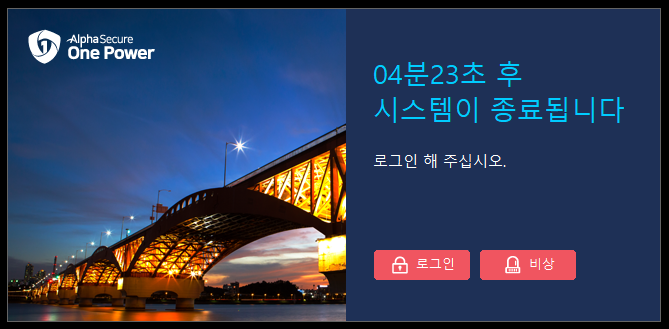 AlphaSecure
One Power
04분23초 후
시스템이 종료됩니다
로그인 해 주십시오.
로그인
비상